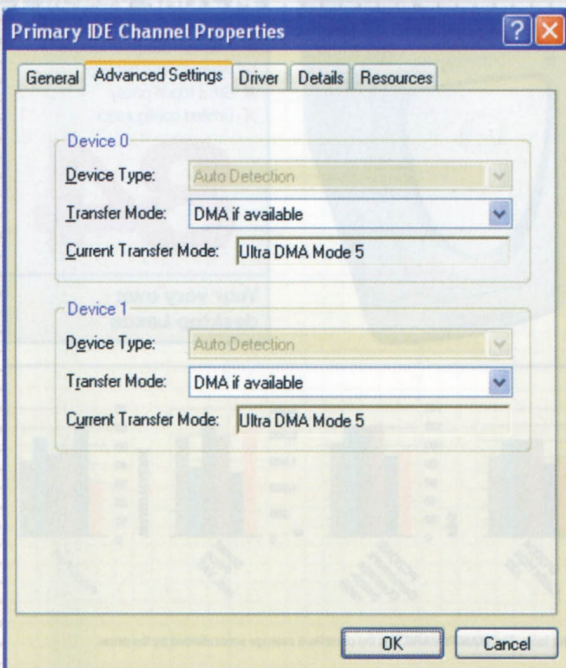 Primary IDE Channel Properties
General Advanced Settings Driver Details Resources
Device 0
Device Type: Auto Detection
Transfer Mode: DMA if available
Current Transfer Mode: Ultra DMA Mode 5
Device 1
Device Type: Auto Detection
Transfer Mode: DMA if available
Current Transfer Mode: Ultra DMA Mode 5
OK Cancel